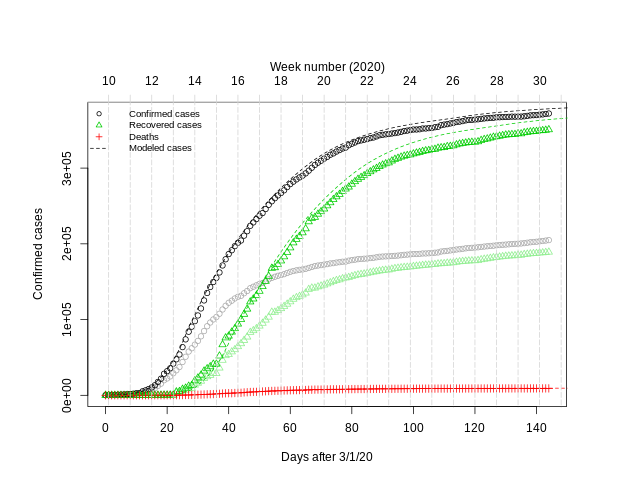 Week number (2020)
10 12 14 16 18 20 22 24 26 28 30
Confirmed cases
Recovered cases
Deaths
Modeled cases
Confirmed cases
3e+05
2e+05
1e+05
0e+00
0 20 40 60 80 100 120 140
Days after 3/1/20